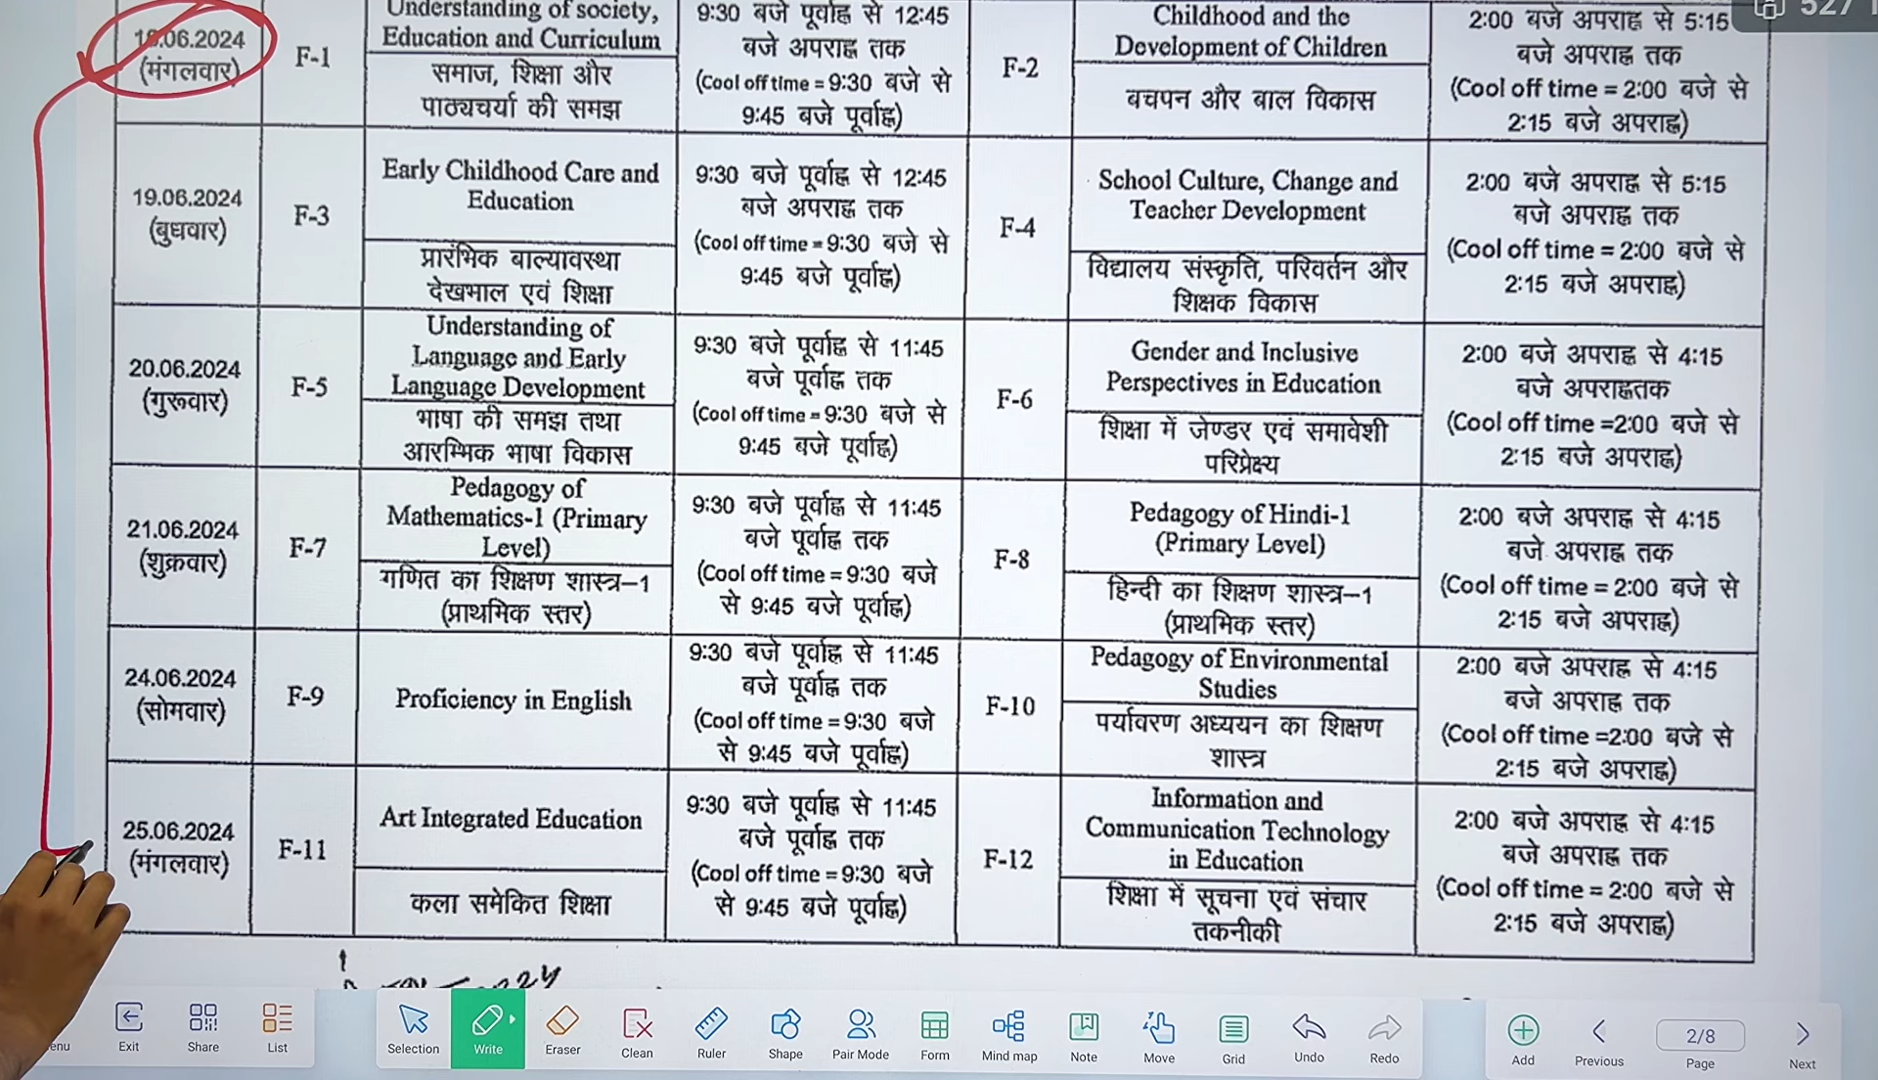 527
18.06.2024
(मंगलवार)
F-1
Understanding of society,
Education and Curriculum
समाज, शिक्षा और
पाठ्यचर्या की समझ
9:30 बजे पूर्वाह्न से 12:45
बजे अपराह्न तक
(Cool off time = 9:30 बजे से
9:45 बजे पूर्वाह्न)
F-2
Childhood and the
Development of Children
बचपन और बाल विकास
2:00 बजे अपराह्न से 5:15
बजे अपराह्न तक
(Cool off time = 2:00 बजे से
2:15 बजे अपराह्न)
19.06.2024
(बुधवार)
F-3
Early Childhood Care and
Education
प्रारंभिक बाल्यावस्था
देखभाल एवं शिक्षा
9:30 बजे पूर्वाह्न से 12:45
बजे अपराह्न तक
(Cool off time = 9:30 बजे से
9:45 बजे पूर्वाह्न)
F-4
School Culture, Change and
Teacher Development
विद्यालय संस्कृति, परिवर्तन और
शिक्षक विकास
2:00 बजे अपराह्न से 5:15
बजे अपराह्न तक
(Cool off time = 2:00 बजे से
2:15 बजे अपराह्न)
20.06.2024
(गुरूवार)
F-5
Understanding of
Language and Early
Language Development
भाषा की समझ तथा
आरम्भिक भाषा विकास
9:30 बजे पूर्वाह्न से 11:45
बजे पूर्वाह्न तक
(Cool off time = 9:30 बजे से
9:45 बजे पूर्वाह्न)
F-6
Gender and Inclusive
Perspectives in Education
शिक्षा में जेण्डर एवं समावेशी
परिप्रेक्ष्य
2:00 बजे अपराह्न से 4:15
बजे अपराह्नतक
(Cool off time =2:00 बजे से
2:15 बजे अपराह्न)
21.06.2024
(शुक्रवार)
F-7
Pedagogy of
Mathematics-1 (Primary
Level)
गणित का शिक्षण शास्त्र–1
(प्राथमिक स्तर)
9:30 बजे पूर्वाह्न से 11:45
बजे पूर्वाह्न तक
(Cool off time = 9:30 बजे
से 9:45 बजे पूर्वाह्न)
F-8
Pedagogy of Hindi-1
(Primary Level)
हिन्दी का शिक्षण शास्त्र–1
(प्राथमिक स्तर)
2:00 बजे अपराह्न से 4:15
बजे अपराह्न तक
(Cool off time = 2:00 बजे से
2:15 बजे अपराह्न)
24.06.2024
(सोमवार)
F-9
Proficiency in English
9:30 बजे पूर्वाह्न से 11:45
बजे पूर्वाह्न तक
(Cool off time = 9:30 बजे
से 9:45 बजे पूर्वाह्न)
F-10
Pedagogy of Environmental
Studies
पर्यावरण अध्ययन का शिक्षण
शास्त्र
2:00 बजे अपराह्न से 4:15
बजे अपराह्न तक
(Cool off time =2:00 बजे से
2:15 बजे अपराह्न)
25.06.2024
(मंगलवार)
F-11
Art Integrated Education
कला समेकित शिक्षा
9:30 बजे पूर्वाह्न से 11:45
बजे पूर्वाह्न तक
(Cool off time = 9:30 बजे
से 9:45 बजे पूर्वाह्न)
F-12
Information and
Communication Technology
in Education
शिक्षा में सूचना एवं संचार
तकनीकी
2:00 बजे अपराह्न से 4:15
बजे अपराह्न तक
(Cool off time = 2:00 बजे से
2:15 बजे अपराह्न)
enu
Exit
Share
List
Selection
Write
Eraser
Clean
Ruler
Shape
Pair Mode
Form
Mind map
Note
Move
Grid
Undo
Redo
Add
Previous
2/8
Page
Next